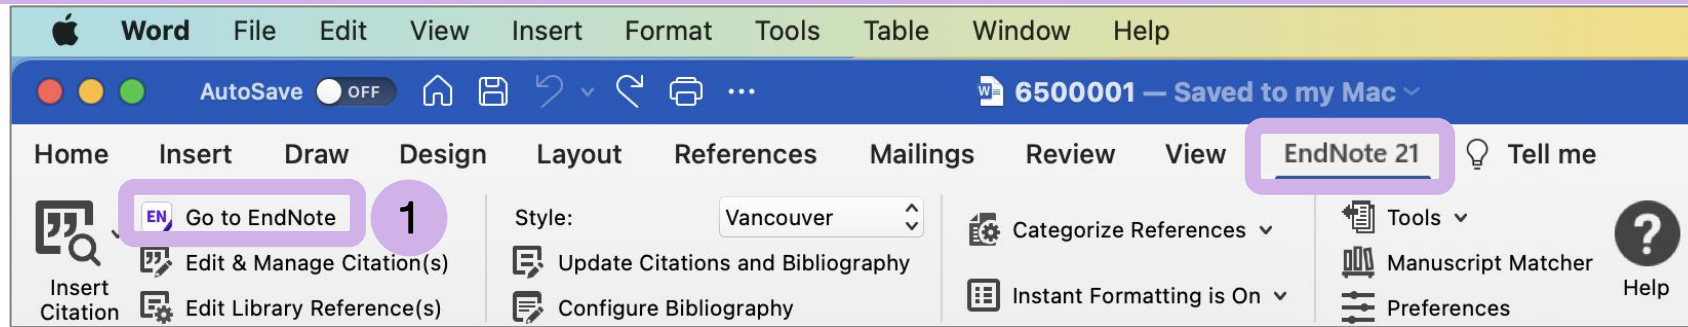 Word File Edit View Insert Format Tools Table Window Help
AutoSave OFF ... W 6500001 — Saved to my Mac
Home Insert Draw Design Layout References Mailings Review View EndNote 21 Tell me
EN Go to EndNote 1 Style: Vancouver Tools
Categorize References
Edit & Manage Citation(s) Update Citations and Bibliography Manuscript Matcher
Insert
Citation
Edit Library Reference(s) Configure Bibliography Instant Formatting is On Preferences
? Help